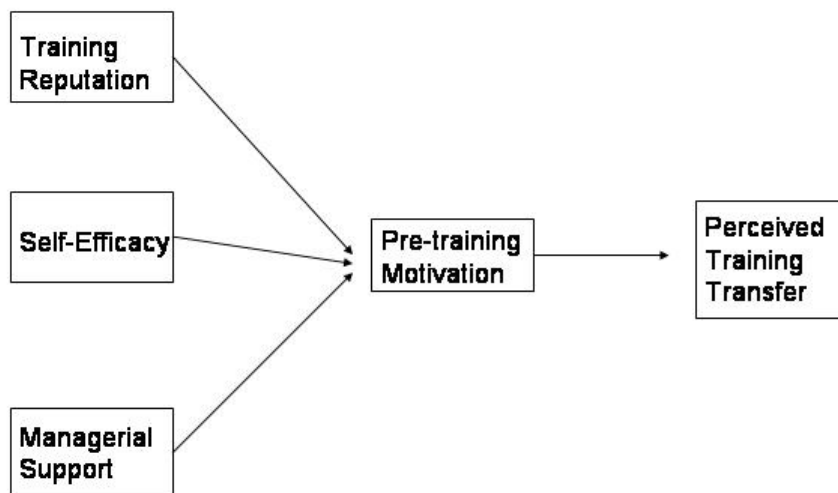 Training
Reputation
Self-Efficacy
Managerial
Support
Pre-training
Motivation
Perceived
Training
Transfer